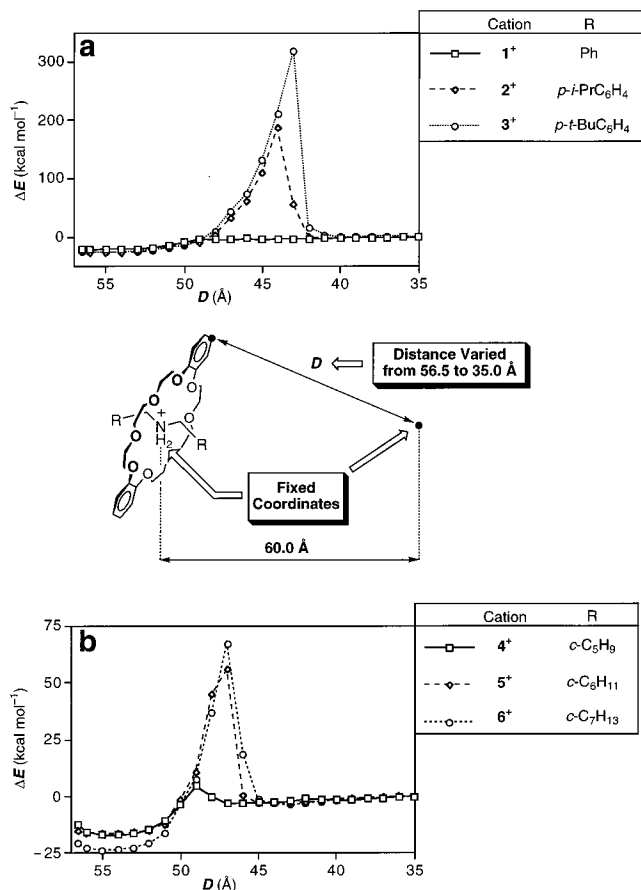 a
Cation R
1+ Ph
2+ p-i-PrC6H4
3+ p-t-BuC6H4
ΔE (kcal mol−1)
300
200
100
0
55 50 45 40 35
D (Å)
R
O
O
O
O
O
O
O
O
N
+
H2
R
D
Distance Varied
from 56.5 to 35.0 Å
Fixed
Coordinates
60.0 Å
b
Cation R
4+ c-C5H9
5+ c-C6H11
6+ c-C7H13
ΔE (kcal mol−1)
75
50
25
0
−25
55 50 45 40 35
D (Å)